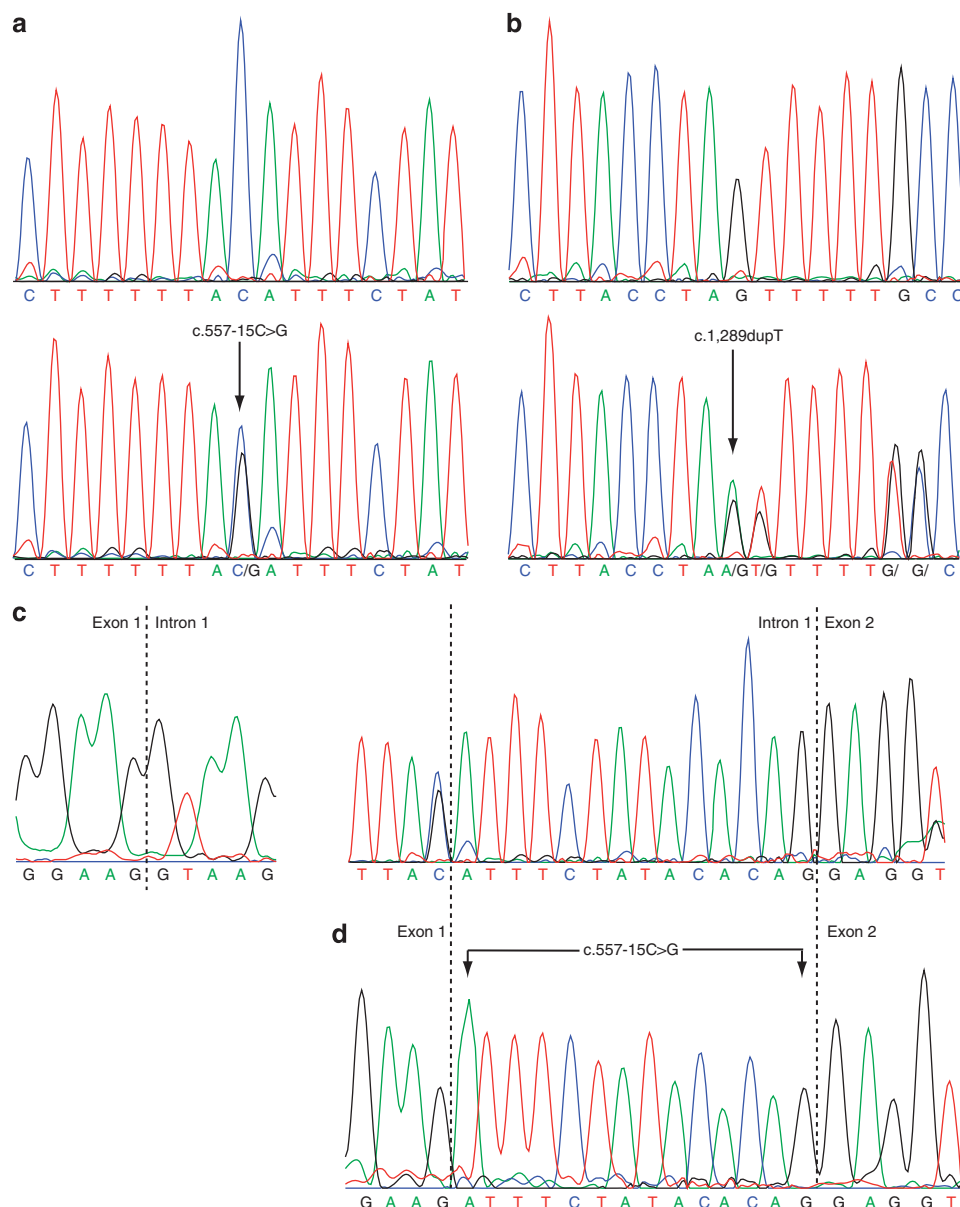 a
b
C T T T T T T A C A T T T C T A T
C T T A C C T A G T T T T T G C C
c.557-15C>G
c.1,289dupT
C T T T T T T A C/G A T T T C T A T
C T T A C C T A A/G T/G T T T T G/ G/ C
c
Exon 1 Intron 1
Intron 1 Exon 2
G G A A G G T A A G
T T A C A T T T C T A T A C A C A G G A G G T
d
Exon 1
Exon 2
c.557-15C>G
G A A G A T T T C T A T A C A C A G G A G G T